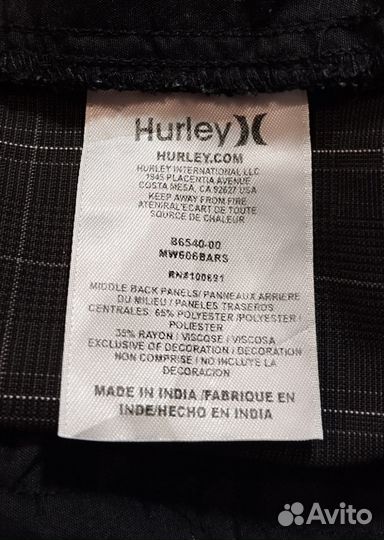 Hurley
HURLEY.COM
HURLEY INTERNATIONAL LLC
1945 PLACENTIA AVENUE
COSTA MESA, CA 92627 USA
KEEP AWAY FROM FIRE
ATENIRAL'ECART DE TOUTE
SOURCE DE CHALEUR
86540-00
MW606BARS
RN#100691
MIDDLE BACK PANELS/ PANNEAUX ARRIERE
DU MILIEU / PANELES TRASEROS
CENTRALES: 65% POLYESTER /POLYESTER /
POLIESTER
35% RAYON / VISCOSE / VISCOSA
EXCLUSIVE OF DECORATION / DECORATION
NON COMPRISE / NO INCLUYE LA
DECORACION
MADE IN INDIA /FABRIQUE EN
INDE/HECHO EN INDIA
Avito